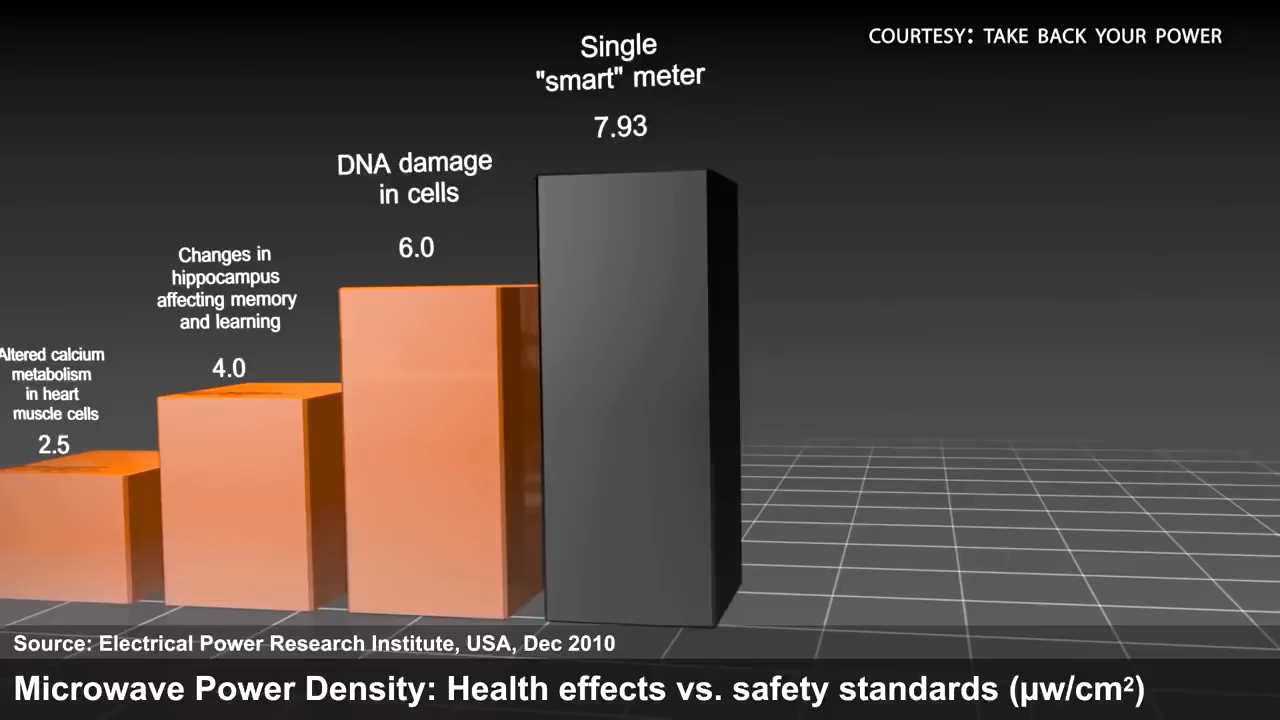 COURTESY: TAKE BACK YOUR POWER
Single
"smart" meter
7.93
DNA damage
in cells
6.0
Changes in
hippocampus
affecting memory
and learning
4.0
Altered calcium
metabolism
in heart
muscle cells
2.5
Source: Electrical Power Research Institute, USA, Dec 2010
Microwave Power Density: Health effects vs. safety standards (µw/cm²)